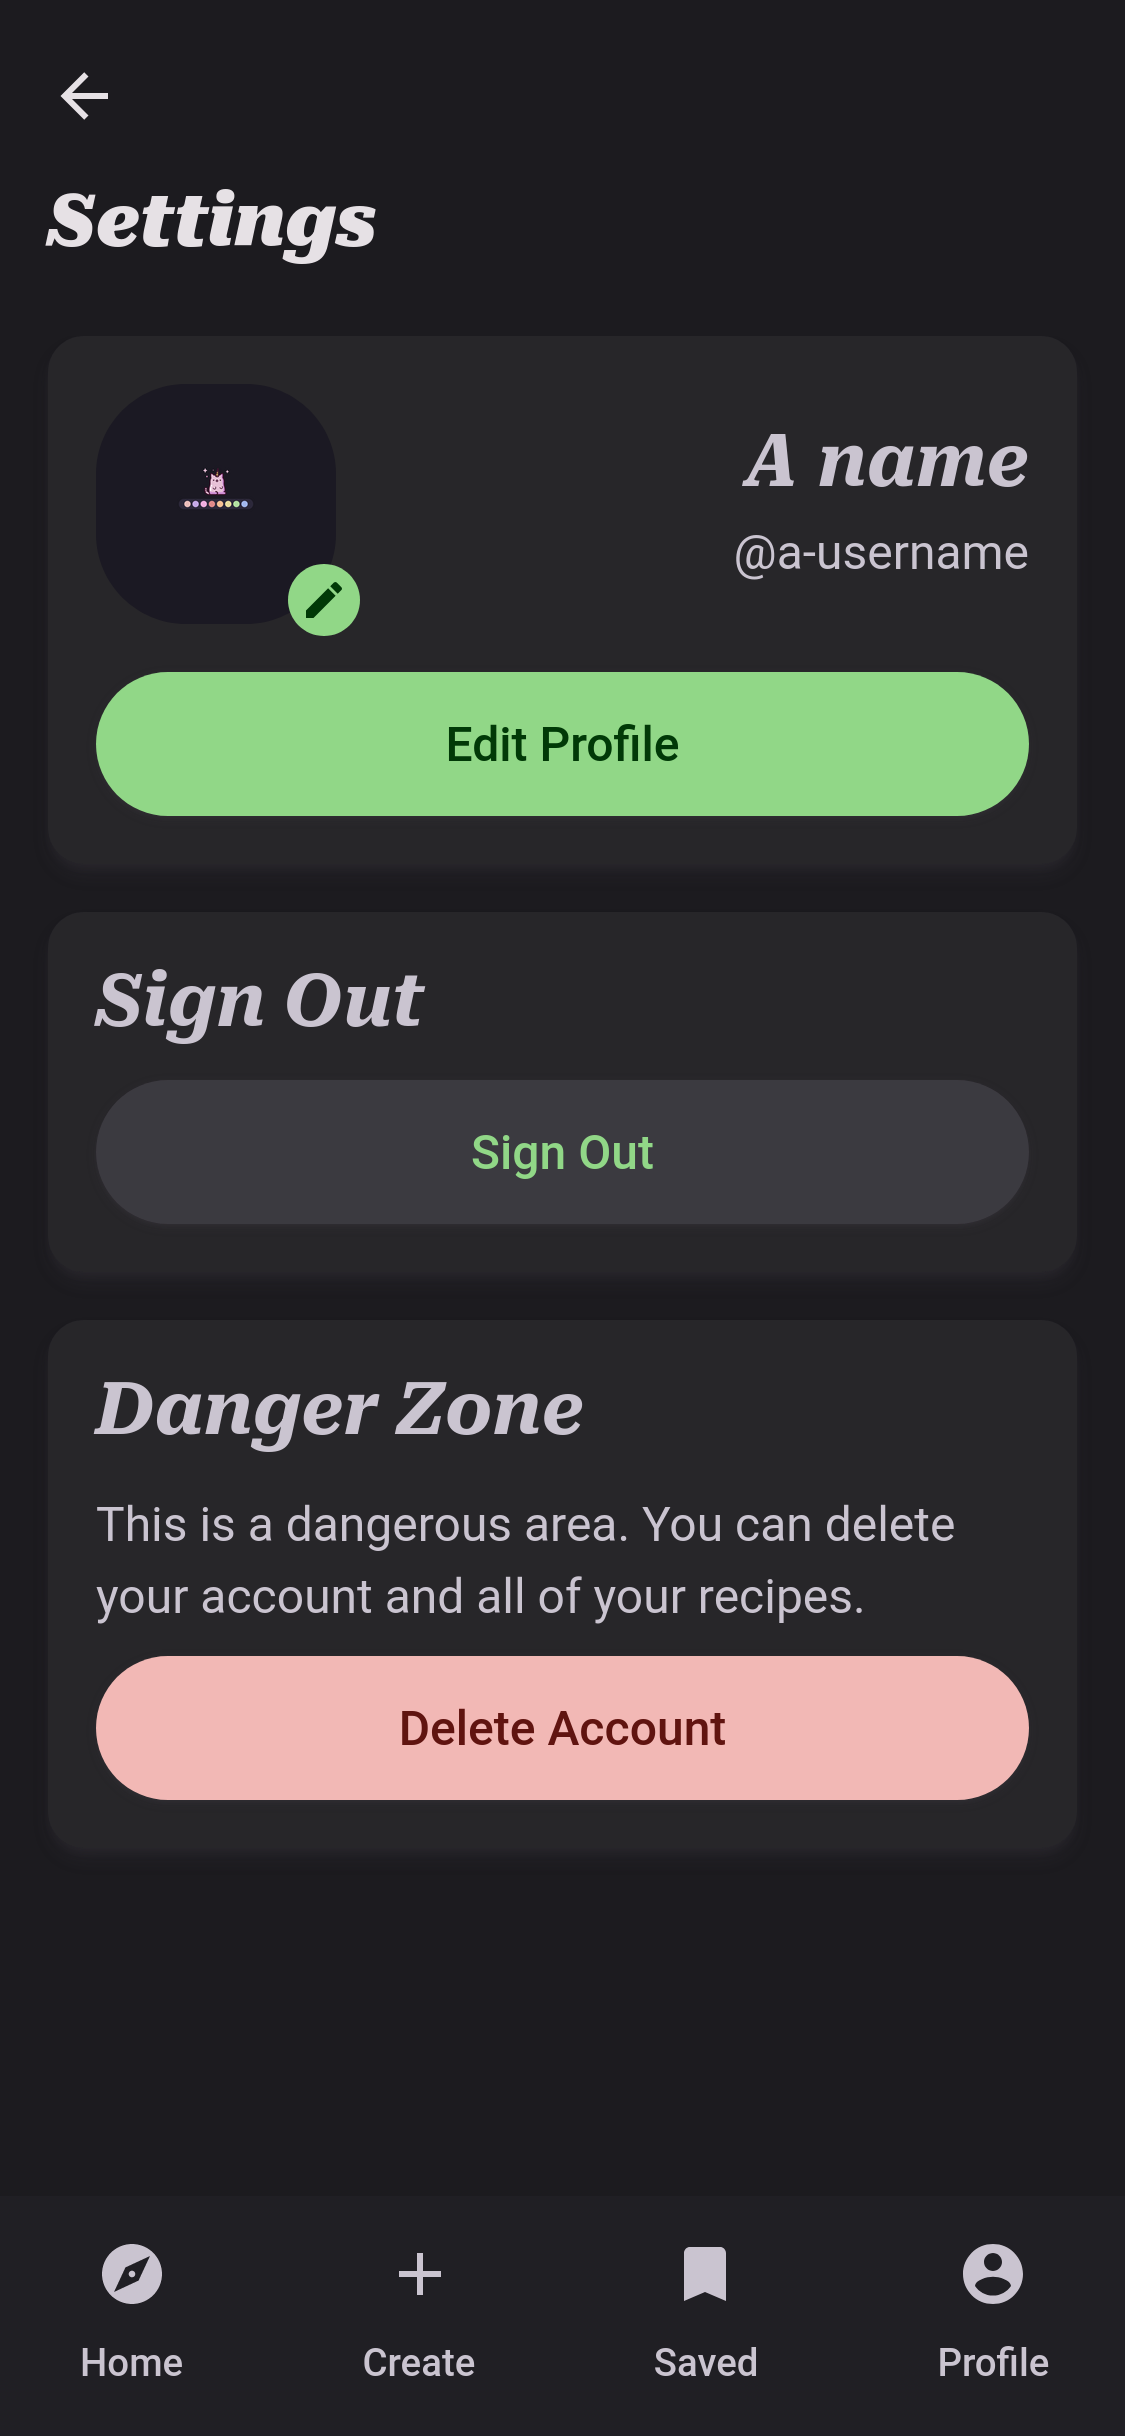 Settings
A name
@a-username
Edit Profile
Sign Out
Sign Out
Danger Zone
This is a dangerous area. You can delete
your account and all of your recipes.
Delete Account
Home
Create
Saved
Profile